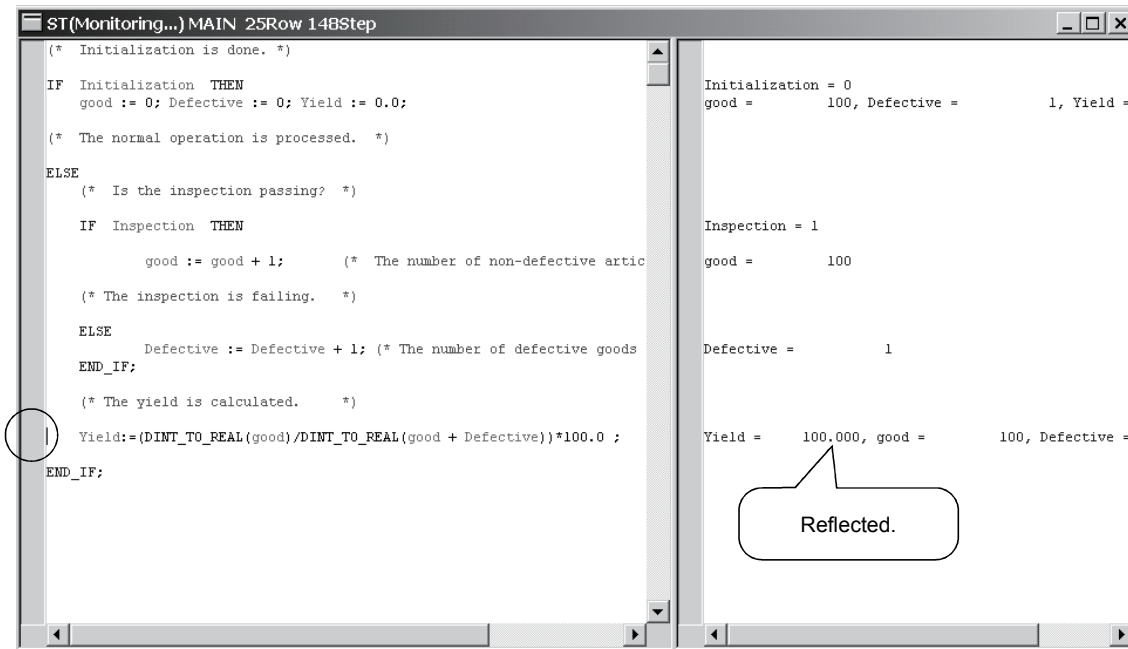 ST(Monitoring...) MAIN 25Row 148Step
(* Initialization is done. *)
IF Initialization THEN
good := 0; Defective := 0; Yield := 0.0;
(* The normal operation is processed. *)
ELSE
(* Is the inspection passing? *)
IF Inspection THEN
good := good + 1; (* The number of non-defective artic
(* The inspection is failing. *)
ELSE
Defective := Defective + 1; (* The number of defective goods
END_IF;
(* The yield is calculated. *)
Yield:=(DINT_TO_REAL(good)/DINT_TO_REAL(good + Defective))*100.0 ;
END_IF;
Initialization = 0
good = 100, Defective = 1, Yield =
Inspection = 1
good = 100
Defective = 1
Yield = 100.000, good = 100, Defective =
Reflected.